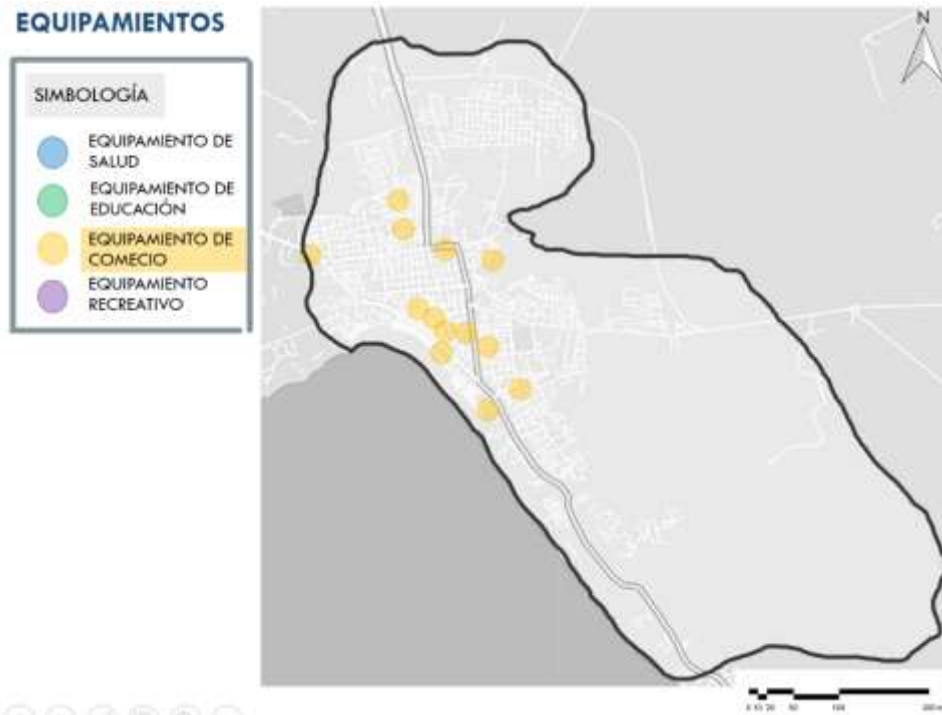 EQUIPAMIENTOS
SIMBOLOGÍA
EQUIPAMIENTO DE
SALUD
EQUIPAMIENTO DE
EDUCACIÓN
EQUIPAMIENTO DE
COMECIO
EQUIPAMIENTO
RECREATIVO
N